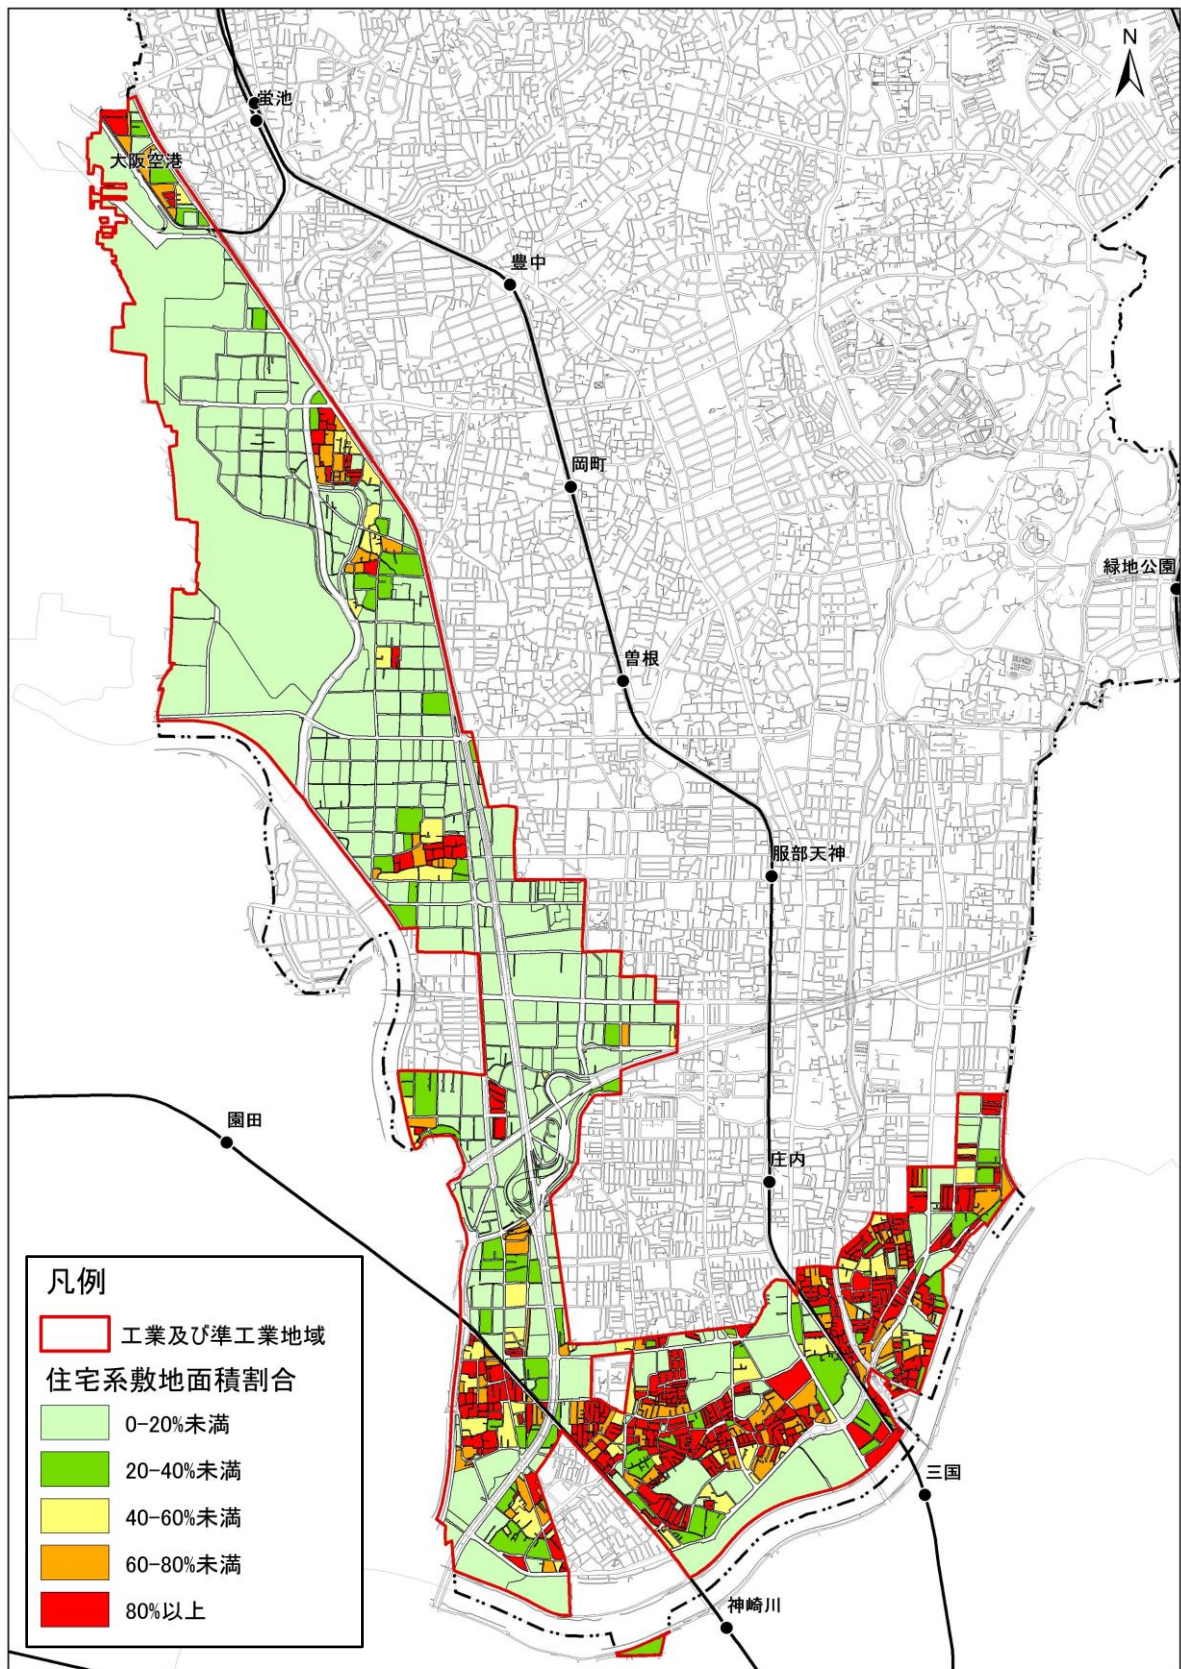 N
蛍池
大阪空港
豊中
岡町
緑地公園
曽根
服部天神
園田
庄内
三国
神崎川
凡例
工業及び準工業地域
住宅系敷地面積割合
0-20%未満
20-40%未満
40-60%未満
60-80%未満
80%以上